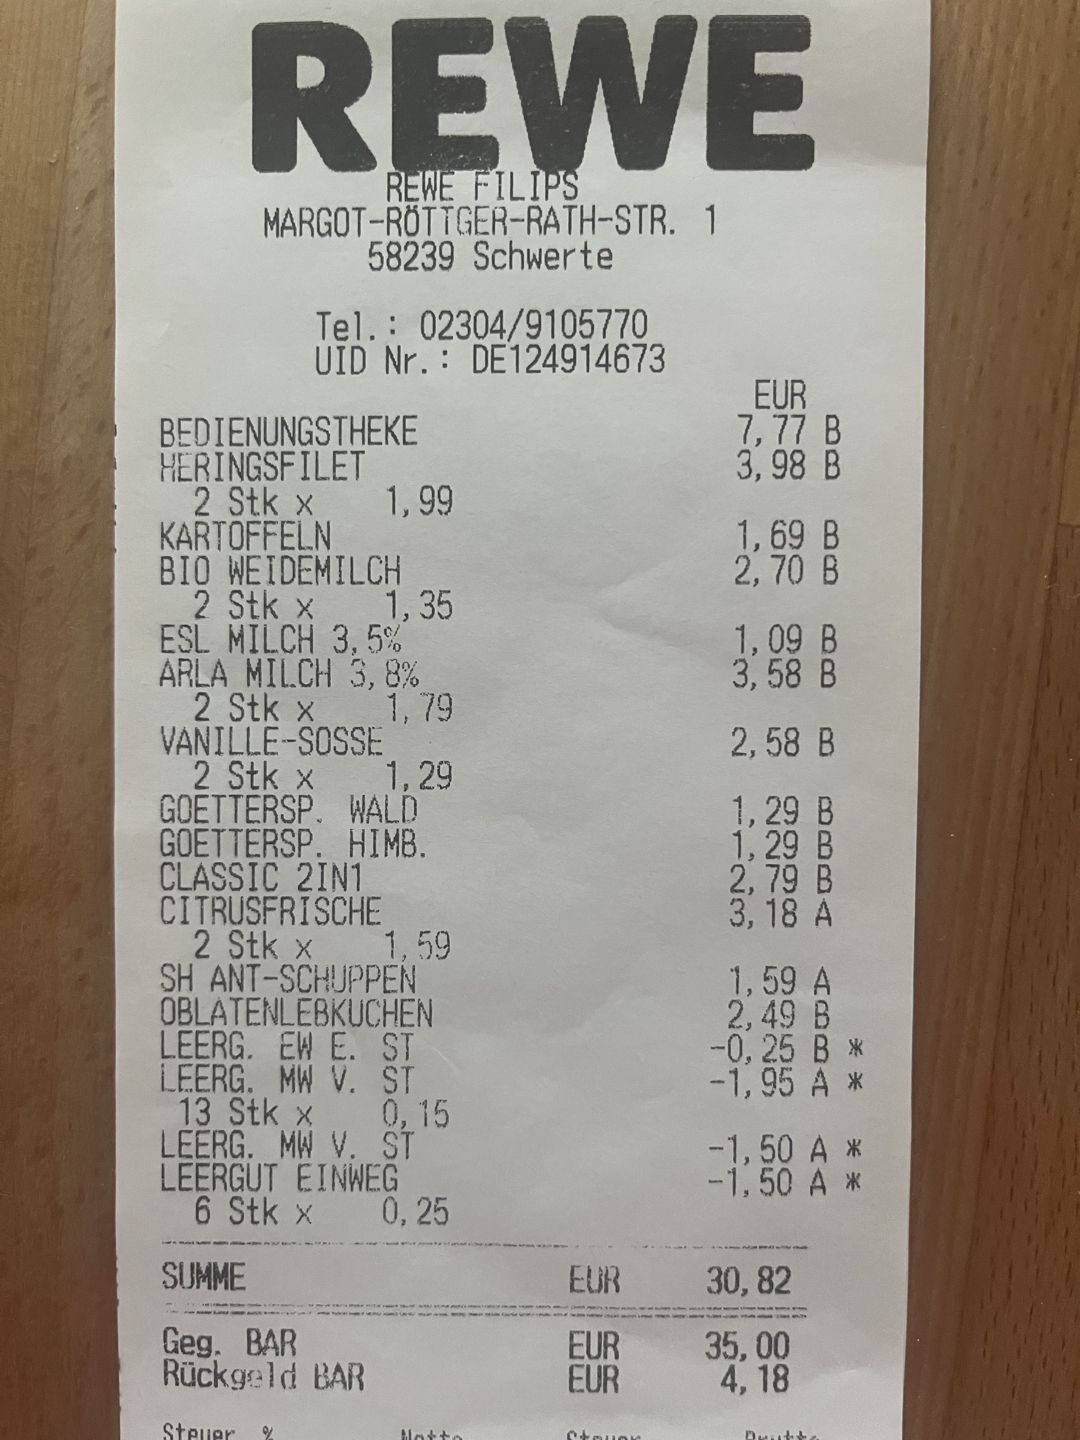 REWE
REWE FILIPS
MARGOT-RÖTTGER-RATH-STR. 1
58239 Schwerte
Tel.: 02304/9105770
UID Nr.: DE124914673
EUR
BEDIENUNGSTHEKE 7,77 B
HERINGSFILET 3,98 B
2 Stk x 1,99
KARTOFFELN 1,69 B
BIO WEIDEMILCH 2,70 B
2 Stk x 1,35
ESL MILCH 3,5% 1,09 B
ARLA MILCH 3,8% 3,58 B
2 Stk x 1,79
VANILLE-SOSSE 2,58 B
2 Stk x 1,29
GOETTERSP. WALD 1,29 B
GOETTERSP. HIMB. 1,29 B
CLASSIC 2IN1 2,79 B
CITRUSFRISCHE 3,18 A
2 Stk x 1,59
SH ANT-SCHUPPEN 1,59 A
OBLATENLEBKUCHEN 2,49 B
LEERG. EW E. ST -0,25 B *
LEERG. MW V. ST -1,95 A *
13 Stk x 0,15
LEERG. MW V. ST -1,50 A *
LEERGUT EINWEG -1,50 A *
6 Stk x 0,25
SUMME EUR 30,82
Geg. BAR EUR 35,00
Rückgeld BAR EUR 4,18
Steuer % Netto Steuer Brutto